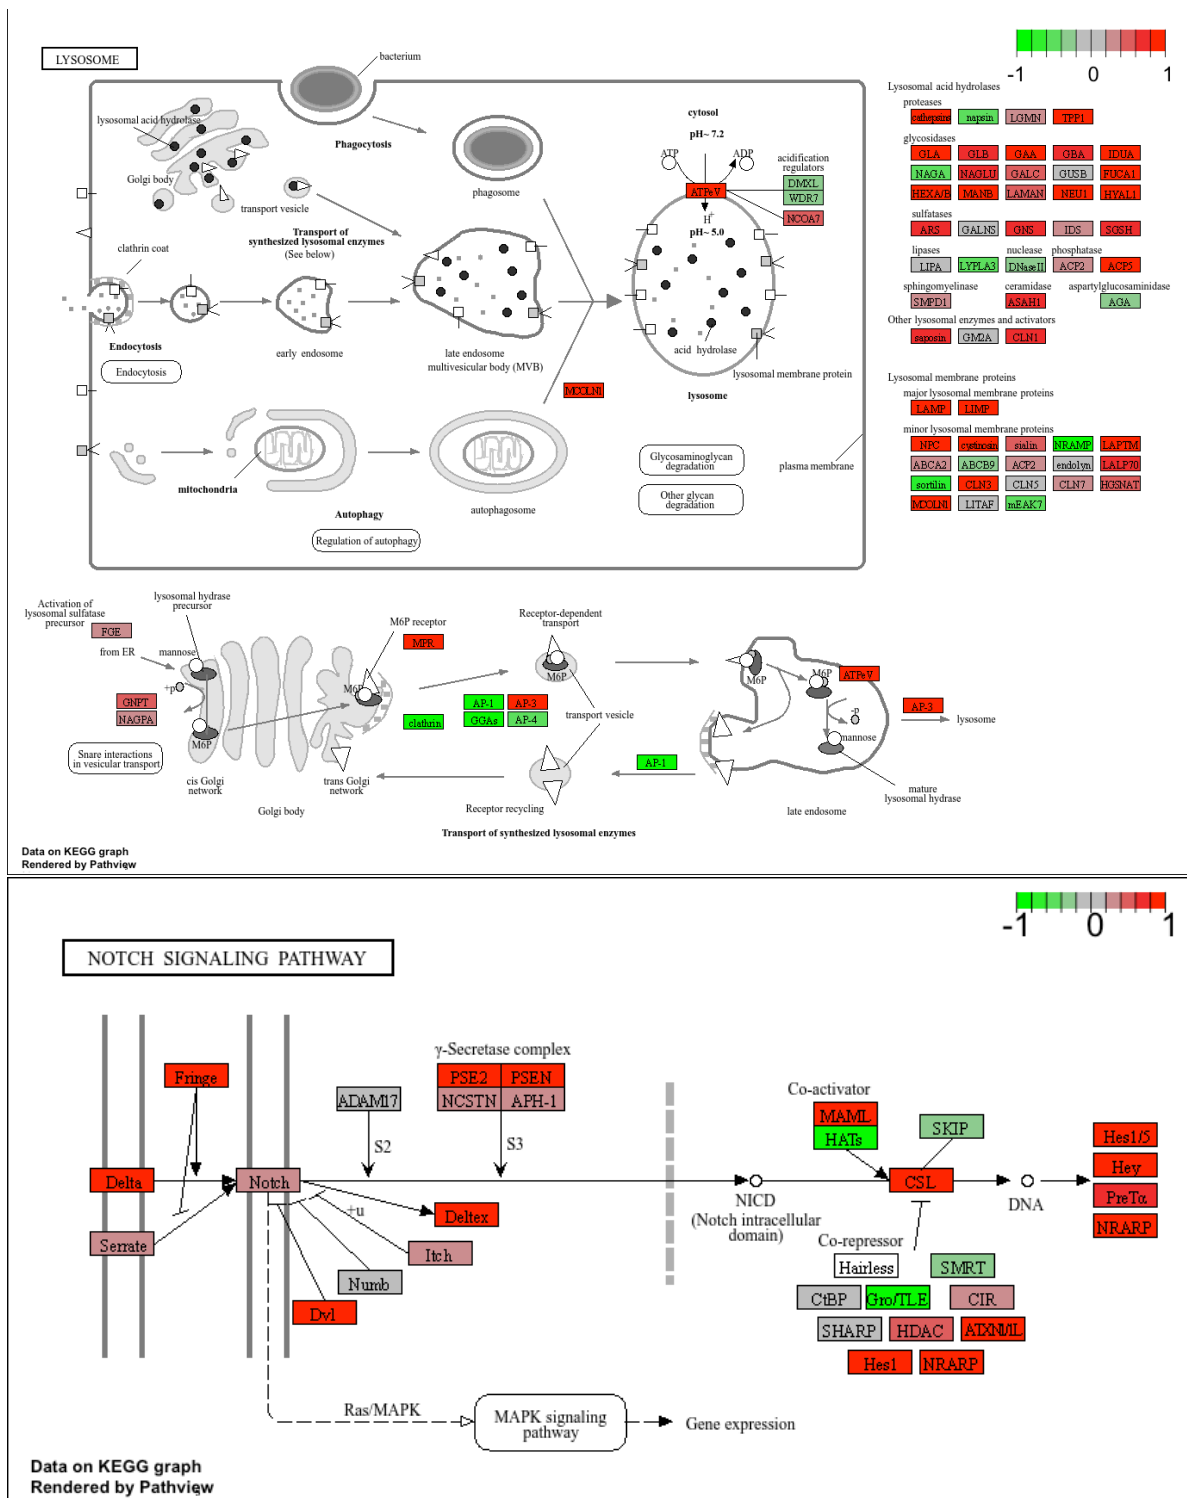 LYSOSOME
bacterium
-1 0 1
lysosomal acid hydrolase
Phagocytosis
Golgi body
transport vesicle
phagosome
Transport of
synthesized lysosomal enzymes
(See below)
clathrin coat
Endocytosis
Endocytosis
early endosome
late endosome
multivesicular body (MVB)
cytosol
pH~ 7.2
ATP ADP
acidification
regulators
ATPeV
DMXL
WDR7
NCOA7
H+
pH~ 5.0
acid hydrolase
lysosomal membrane protein
lysosome
MCOLN1
mitochondria
Autophagy
Regulation of autophagy
autophagosome
Glycosaminoglycan
degradation
Other glycan
degradation
plasma membrane
Lysosomal acid hydrolases
proteases
cathepsins napsin LGMN TPP1
glycosidases
GLA GLB GAA GBA IDUA
NAGA NAGLU GALC GUSB FUCA1
HEXA/B MANB LAMAN NEU1 HYAL1
sulfatases
ARS GALNS GNS IDS SGSH
lipases nuclease phosphatase
LIPA LYPLA3 DNaseII ACP2 ACP5
sphingomyelinase ceramidase aspartylglucosaminidase
SMPD1 ASAH1 AGA
Other lysosomal enzymes and activators
saposin GM2A CLN1
Lysosomal membrane proteins
major lysosomal membrane proteins
LAMP LIMP
minor lysosomal membrane proteins
NPC cystinosin sialin NRAMP LAPTM
ABCA2 ABCB9 ACP2 endolyn LALP70
sortilin CLN3 CLN5 CLN7 HGSNAT
MCOLN1 LITAF mEAK7
Activation of
lysosomal sulfatase
precursor
FGE
lysosomal hydrase
precursor
from ER
mannose
+p
GNPT
NAGPA
M6P
Snare interactions
in vesicular transport
cis Golgi
network
Golgi body
trans Golgi
network
M6P receptor
MPR
M6P
clathrin
AP-1 AP-3
GGAs AP-4
Receptor-dependent
transport
M6P
transport vesicle
Receptor recycling
AP-1
M6P
M6P
ATPeV
-p
mannose
AP-3
lysosome
mature
lysosomal hydrase
late endosome
Transport of synthesized lysosomal enzymes
Data on KEGG graph
Rendered by Pathview
-1 0 1
NOTCH SIGNALING PATHWAY
Fringe
Delta
Serrate
Notch
ADAM17
S2
γ-Secretase complex
PSE2 PSEN
NCSTN APH-1
S3
+u
Deltex
Itch
Numb
Dvl
NICD
(Notch intracellular
domain)
Co-activator
MAML
HATs
SKIP
CSL
DNA
Hes1/5
Hey
PreTα
NRARP
Co-repressor
Hairless SMRT
CtBP Gro/TLE CIR
SHARP HDAC ATXN1/1L
Hes1 NRARP
Ras/MAPK
MAPK signaling
pathway
Gene expression
Data on KEGG graph
Rendered by Pathview